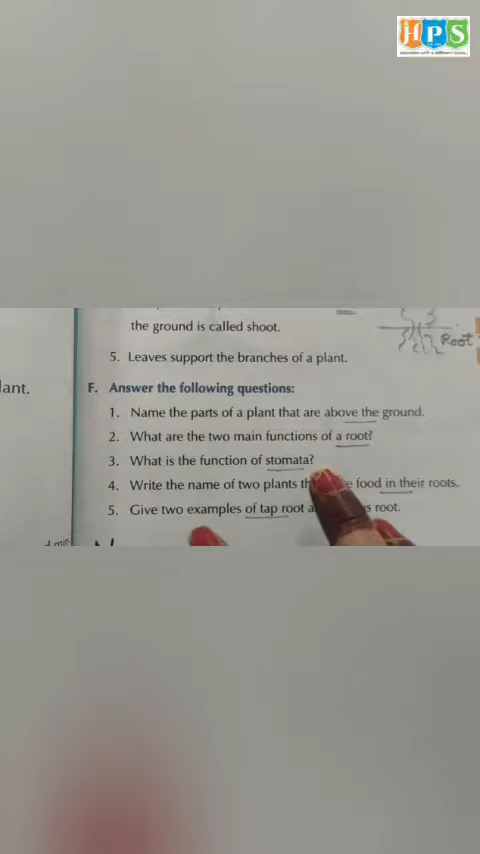 HPS
the ground is called shoot.
5. Leaves support the branches of a plant.
Root
lant.
F. Answer the following questions:
1. Name the parts of a plant that are above the ground.
2. What are the two main functions of a root?
3. What is the function of stomata?
4. Write the name of two plants th e food in their roots.
5. Give two examples of tap root a s root.